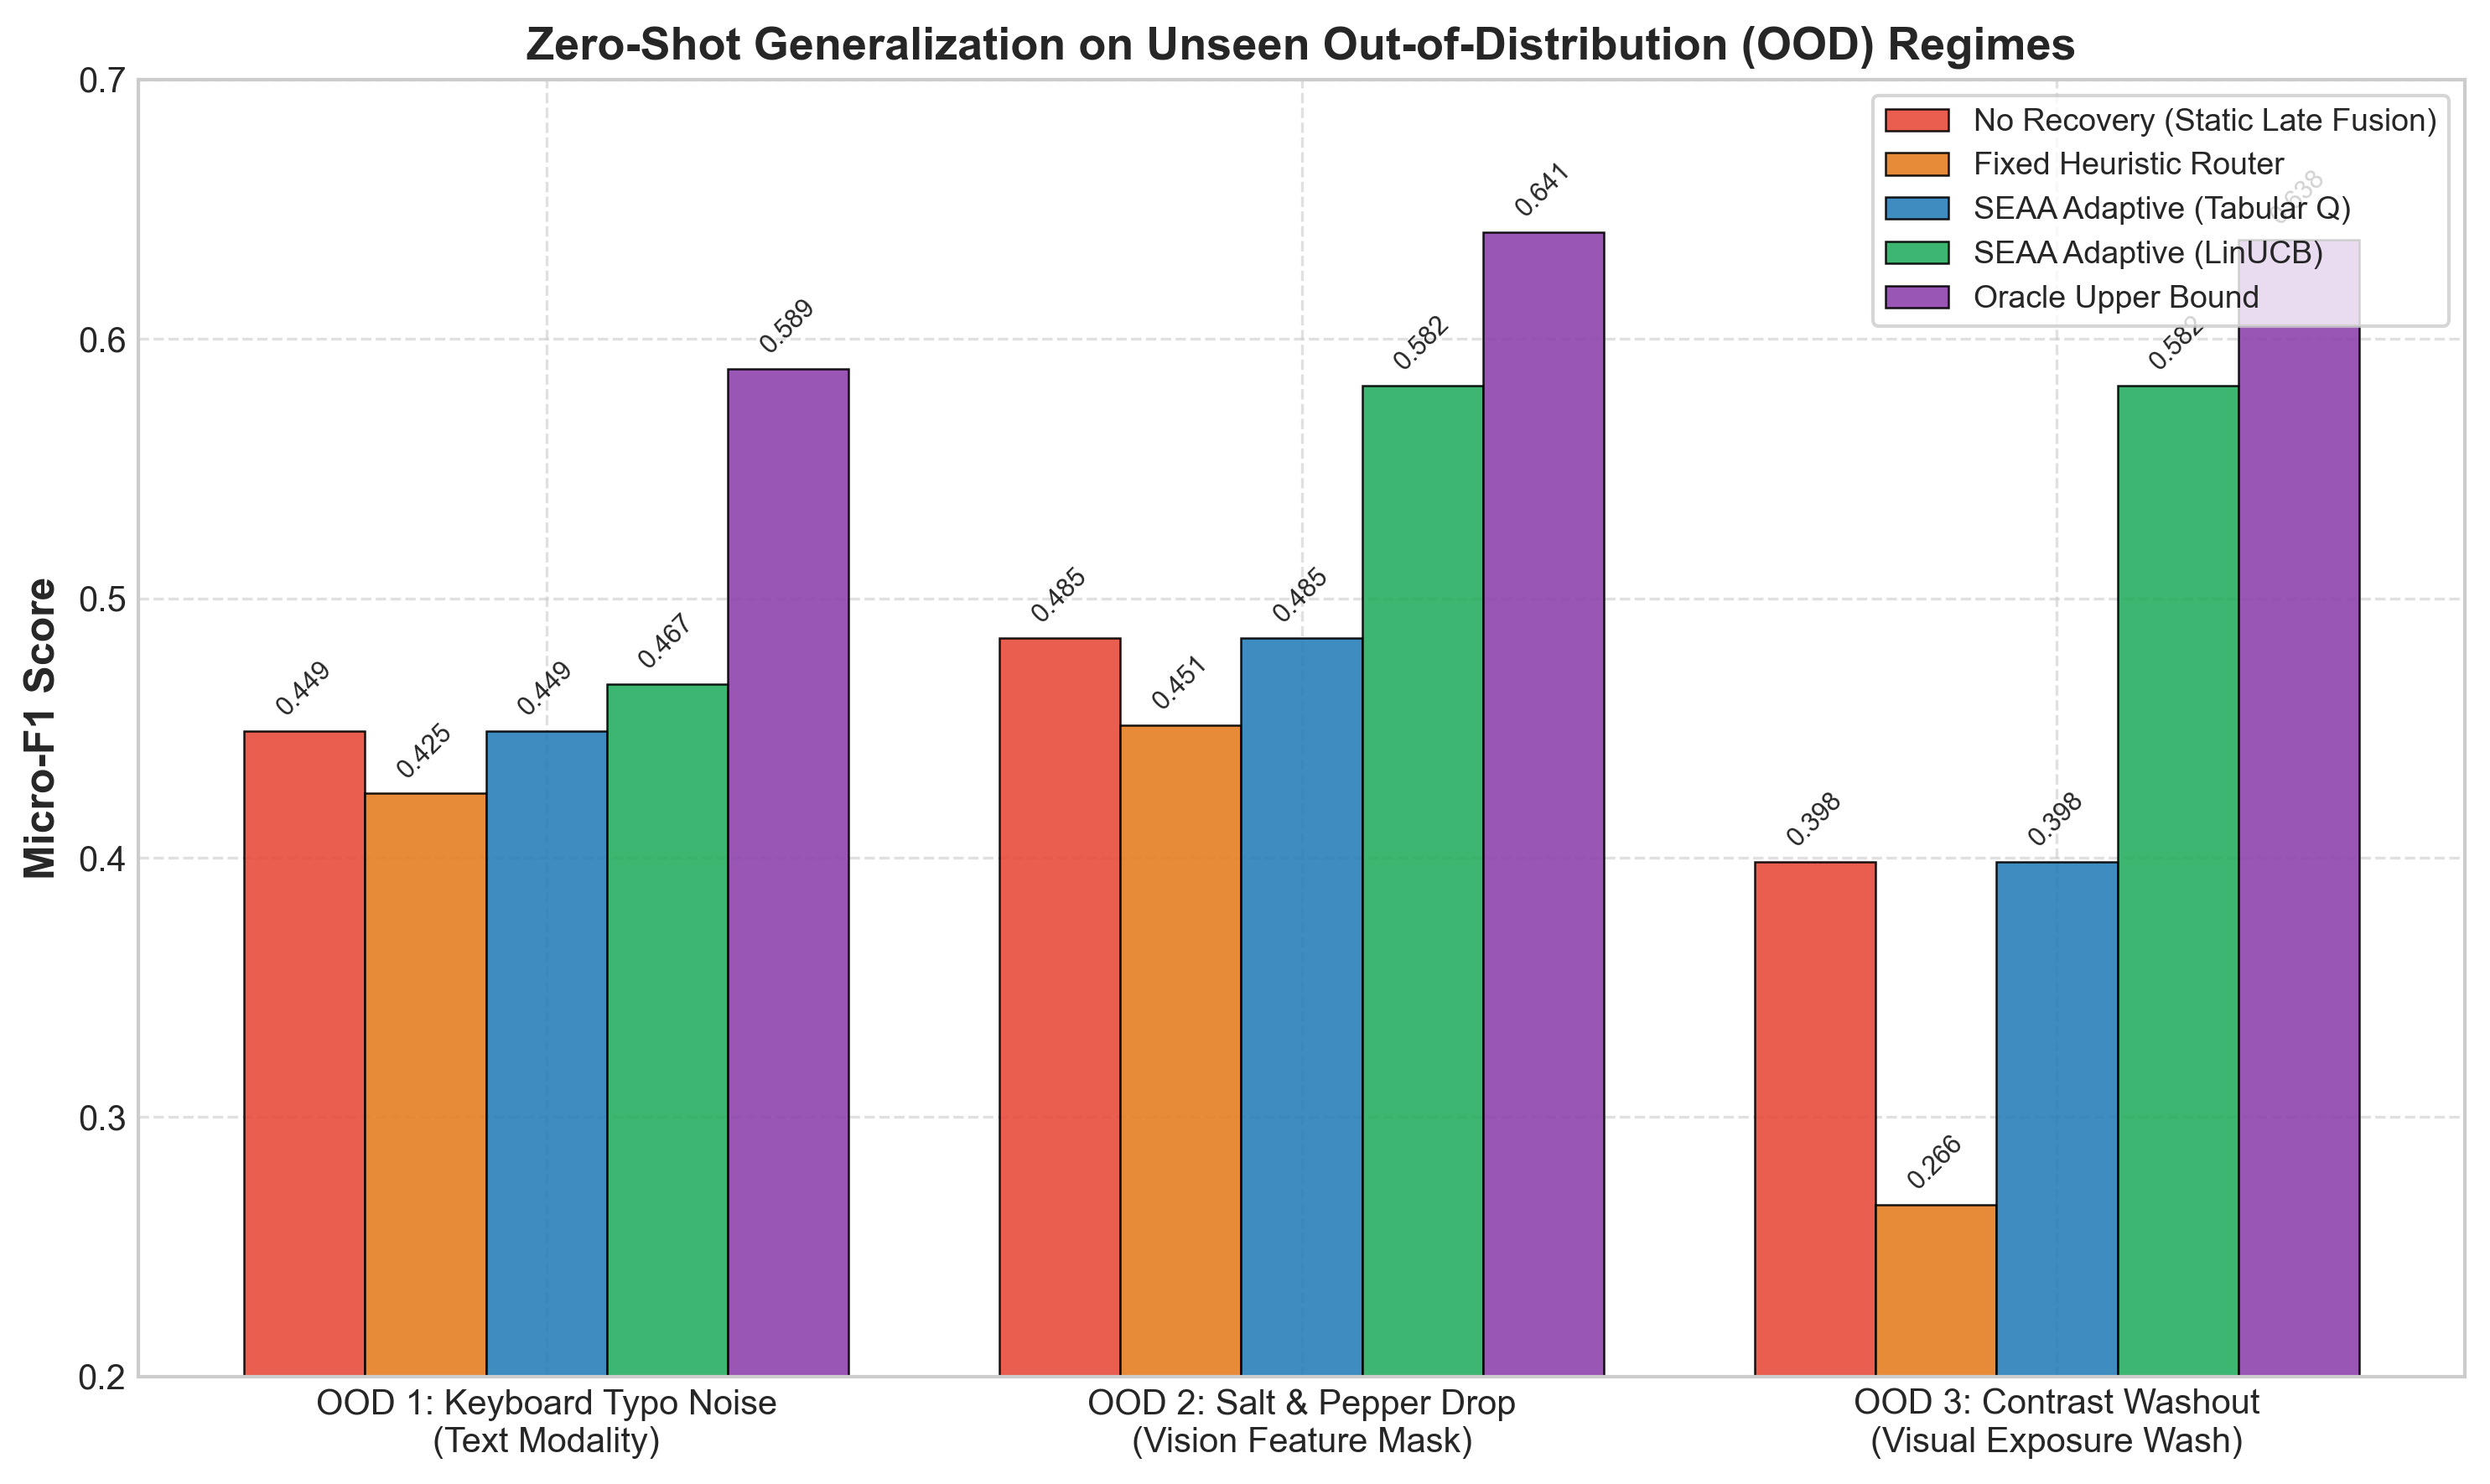 Zero-Shot Generalization on Unseen Out-of-Distribution (OOD) Regimes
Micro-F1 Score
0.7
0.6
0.5
0.4
0.3
0.2
No Recovery (Static Late Fusion)
Fixed Heuristic Router
SEAA Adaptive (Tabular Q)
SEAA Adaptive (LinUCB)
Oracle Upper Bound
0.449
0.425
0.449
0.467
0.589
0.485
0.451
0.485
0.582
0.641
0.398
0.266
0.398
0.582
0.638
OOD 1: Keyboard Typo Noise
(Text Modality)
OOD 2: Salt & Pepper Drop
(Vision Feature Mask)
OOD 3: Contrast Washout
(Visual Exposure Wash)